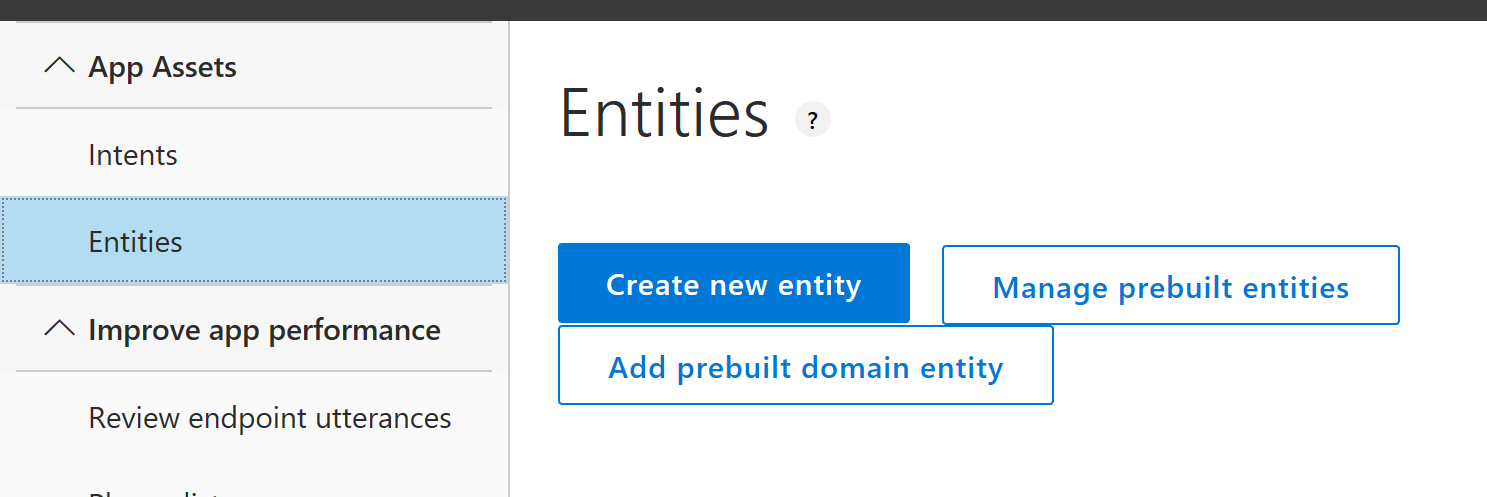 App Assets
Intents
Entities
Improve app performance
Review endpoint utterances
Entities ?
Create new entity
Manage prebuilt entities
Add prebuilt domain entity